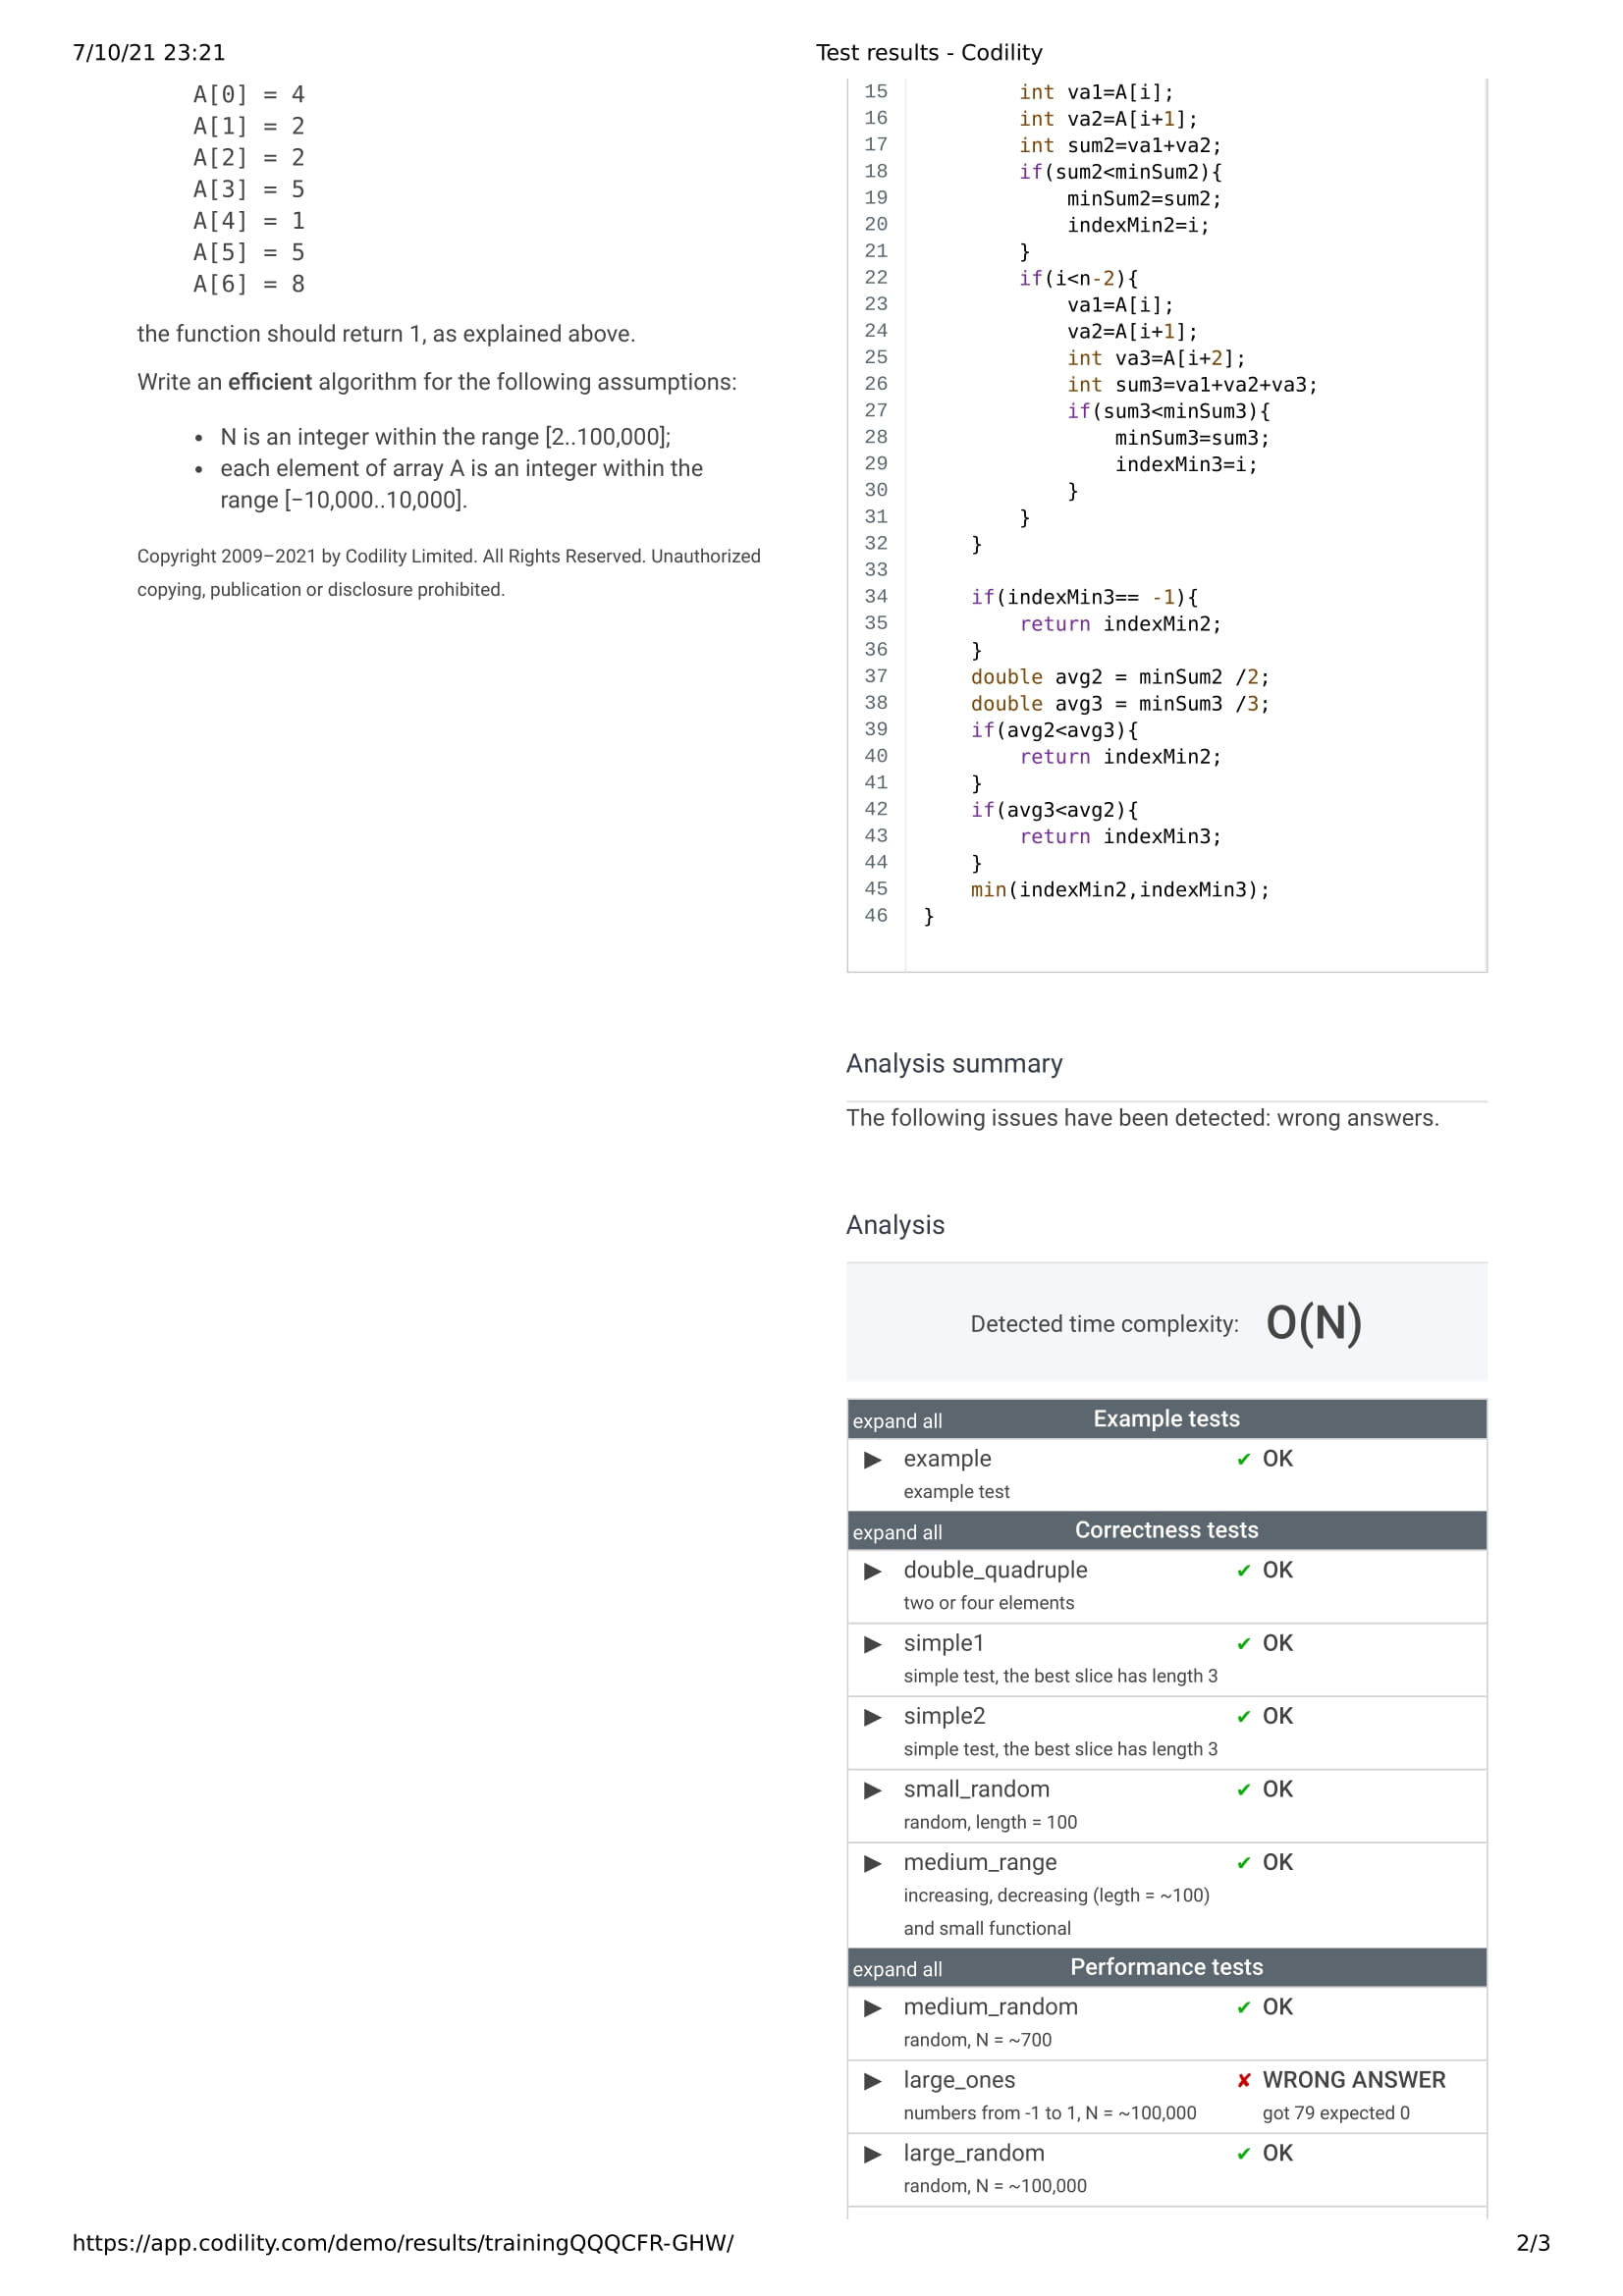 7/10/21 23:21
Test results - Codility
A[0] = 4
A[1] = 2
A[2] = 2
A[3] = 5
A[4] = 1
A[5] = 5
A[6] = 8
the function should return 1, as explained above.
Write an efficient algorithm for the following assumptions:
• N is an integer within the range [2..100,000];
• each element of array A is an integer within the
range [−10,000..10,000].
Copyright 2009–2021 by Codility Limited. All Rights Reserved. Unauthorized
copying, publication or disclosure prohibited.
15 int va1=A[i];
16 int va2=A[i+1];
17 int sum2=va1+va2;
18 if(sum2<minSum2){
19 minSum2=sum2;
20 indexMin2=i;
21 }
22 if(i<n-2){
23 va1=A[i];
24 va2=A[i+1];
25 int va3=A[i+2];
26 int sum3=va1+va2+va3;
27 if(sum3<minSum3){
28 minSum3=sum3;
29 indexMin3=i;
30 }
31 }
32 }
33
34 if(indexMin3== -1){
35 return indexMin2;
36 }
37 double avg2 = minSum2 /2;
38 double avg3 = minSum3 /3;
39 if(avg2<avg3){
40 return indexMin2;
41 }
42 if(avg3<avg2){
43 return indexMin3;
44 }
45 min(indexMin2,indexMin3);
46 }
Analysis summary
The following issues have been detected: wrong answers.
Analysis
Detected time complexity: O(N)
expand all Example tests
▶ example ✔ OK
example test
expand all Correctness tests
▶ double_quadruple ✔ OK
two or four elements
▶ simple1 ✔ OK
simple test, the best slice has length 3
▶ simple2 ✔ OK
simple test, the best slice has length 3
▶ small_random ✔ OK
random, length = 100
▶ medium_range ✔ OK
increasing, decreasing (legth = ~100)
and small functional
expand all Performance tests
▶ medium_random ✔ OK
random, N = ~700
▶ large_ones ✘ WRONG ANSWER
numbers from -1 to 1, N = ~100,000 got 79 expected 0
▶ large_random ✔ OK
random, N = ~100,000
https://app.codility.com/demo/results/trainingQQQCFR-GHW/
2/3